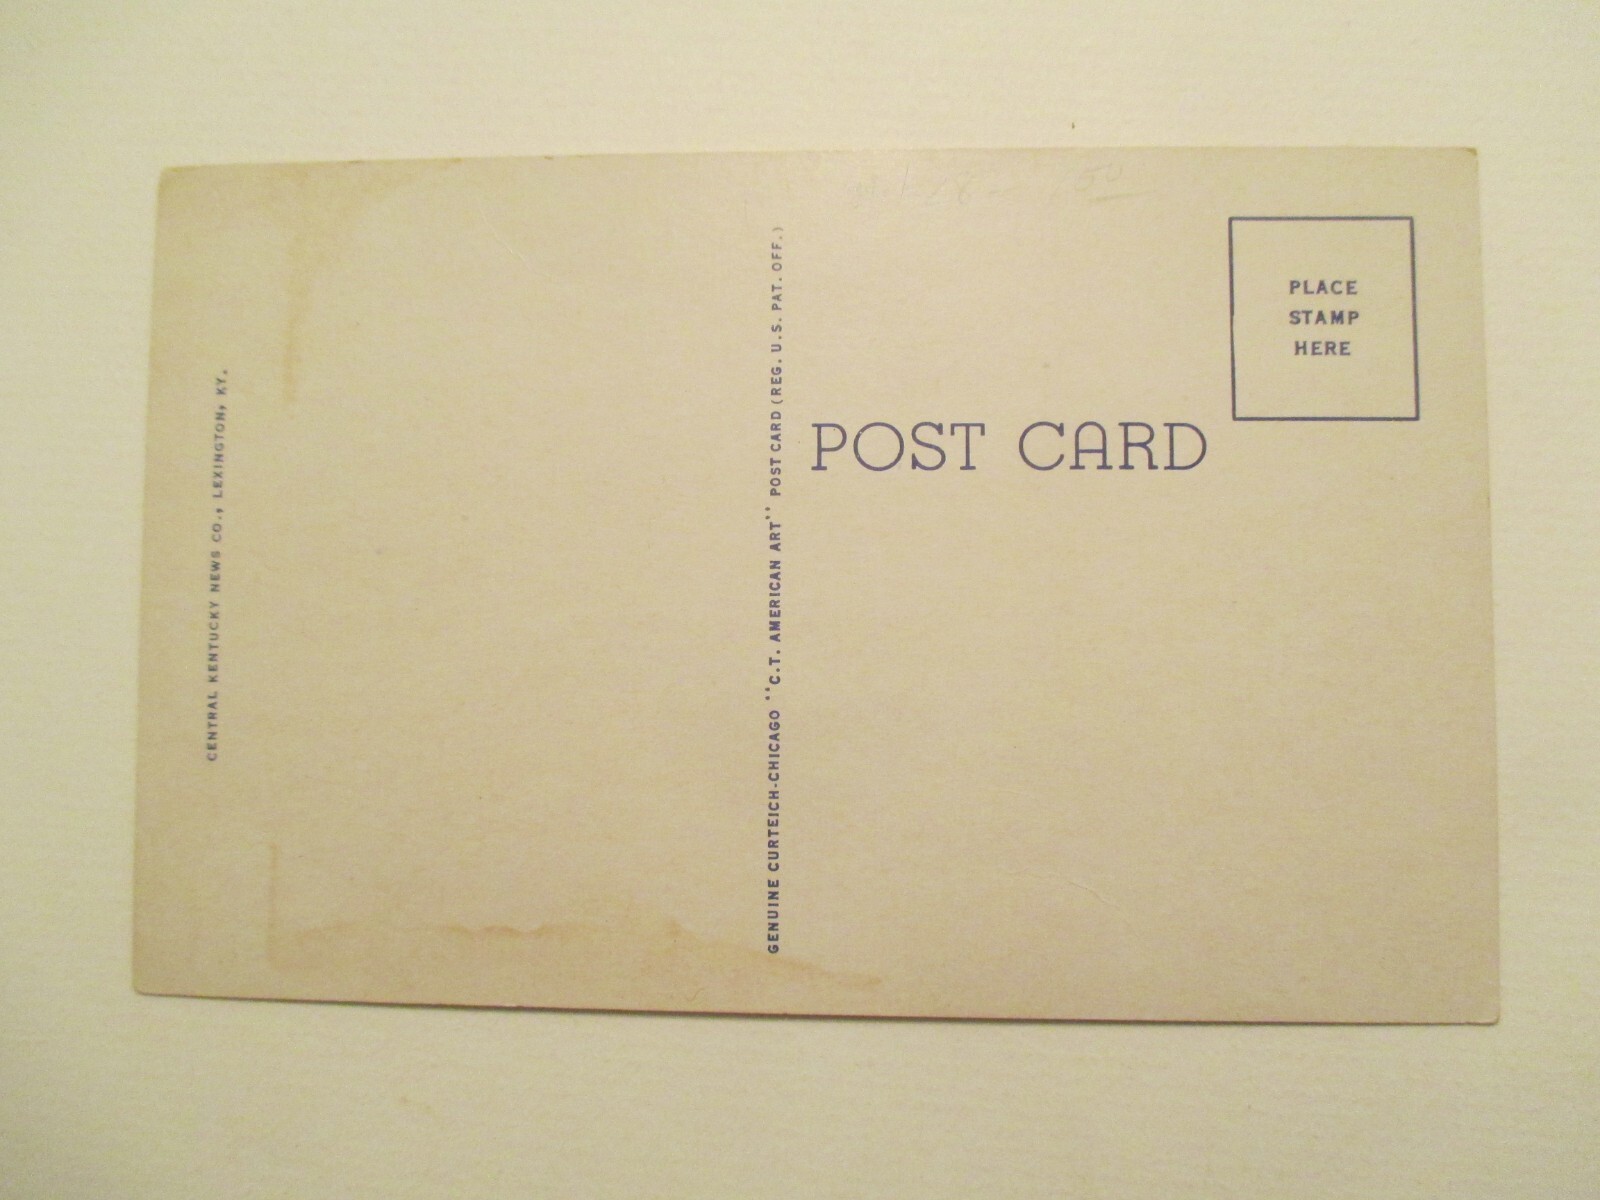 CENTRAL KENTUCKY NEWS CO., LEXINGTON, KY.
GENUINE CURTEICH-CHICAGO "C.T. AMERICAN ART" POST CARD (REG. U.S. PAT. OFF.)
50
POST CARD
PLACE
STAMP
HERE